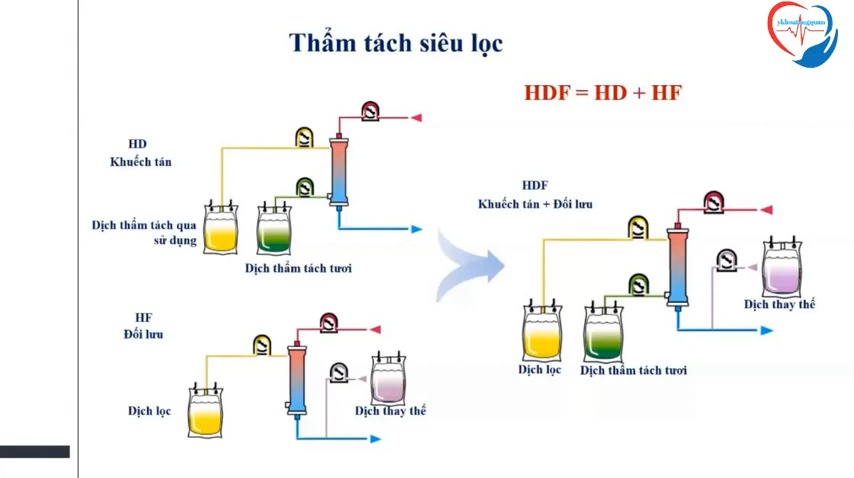 ykhoatongquan
Thẩm tách siêu lọc
HDF = HD + HF
HD
Khuếch tán
Dịch thẩm tách qua
sử dụng
Dịch thẩm tách tươi
HF
Đối lưu
Dịch lọc
Dịch thay thế
HDF
Khuếch tán + Đối lưu
Dịch thay thế
Dịch lọc
Dịch thẩm tách tươi